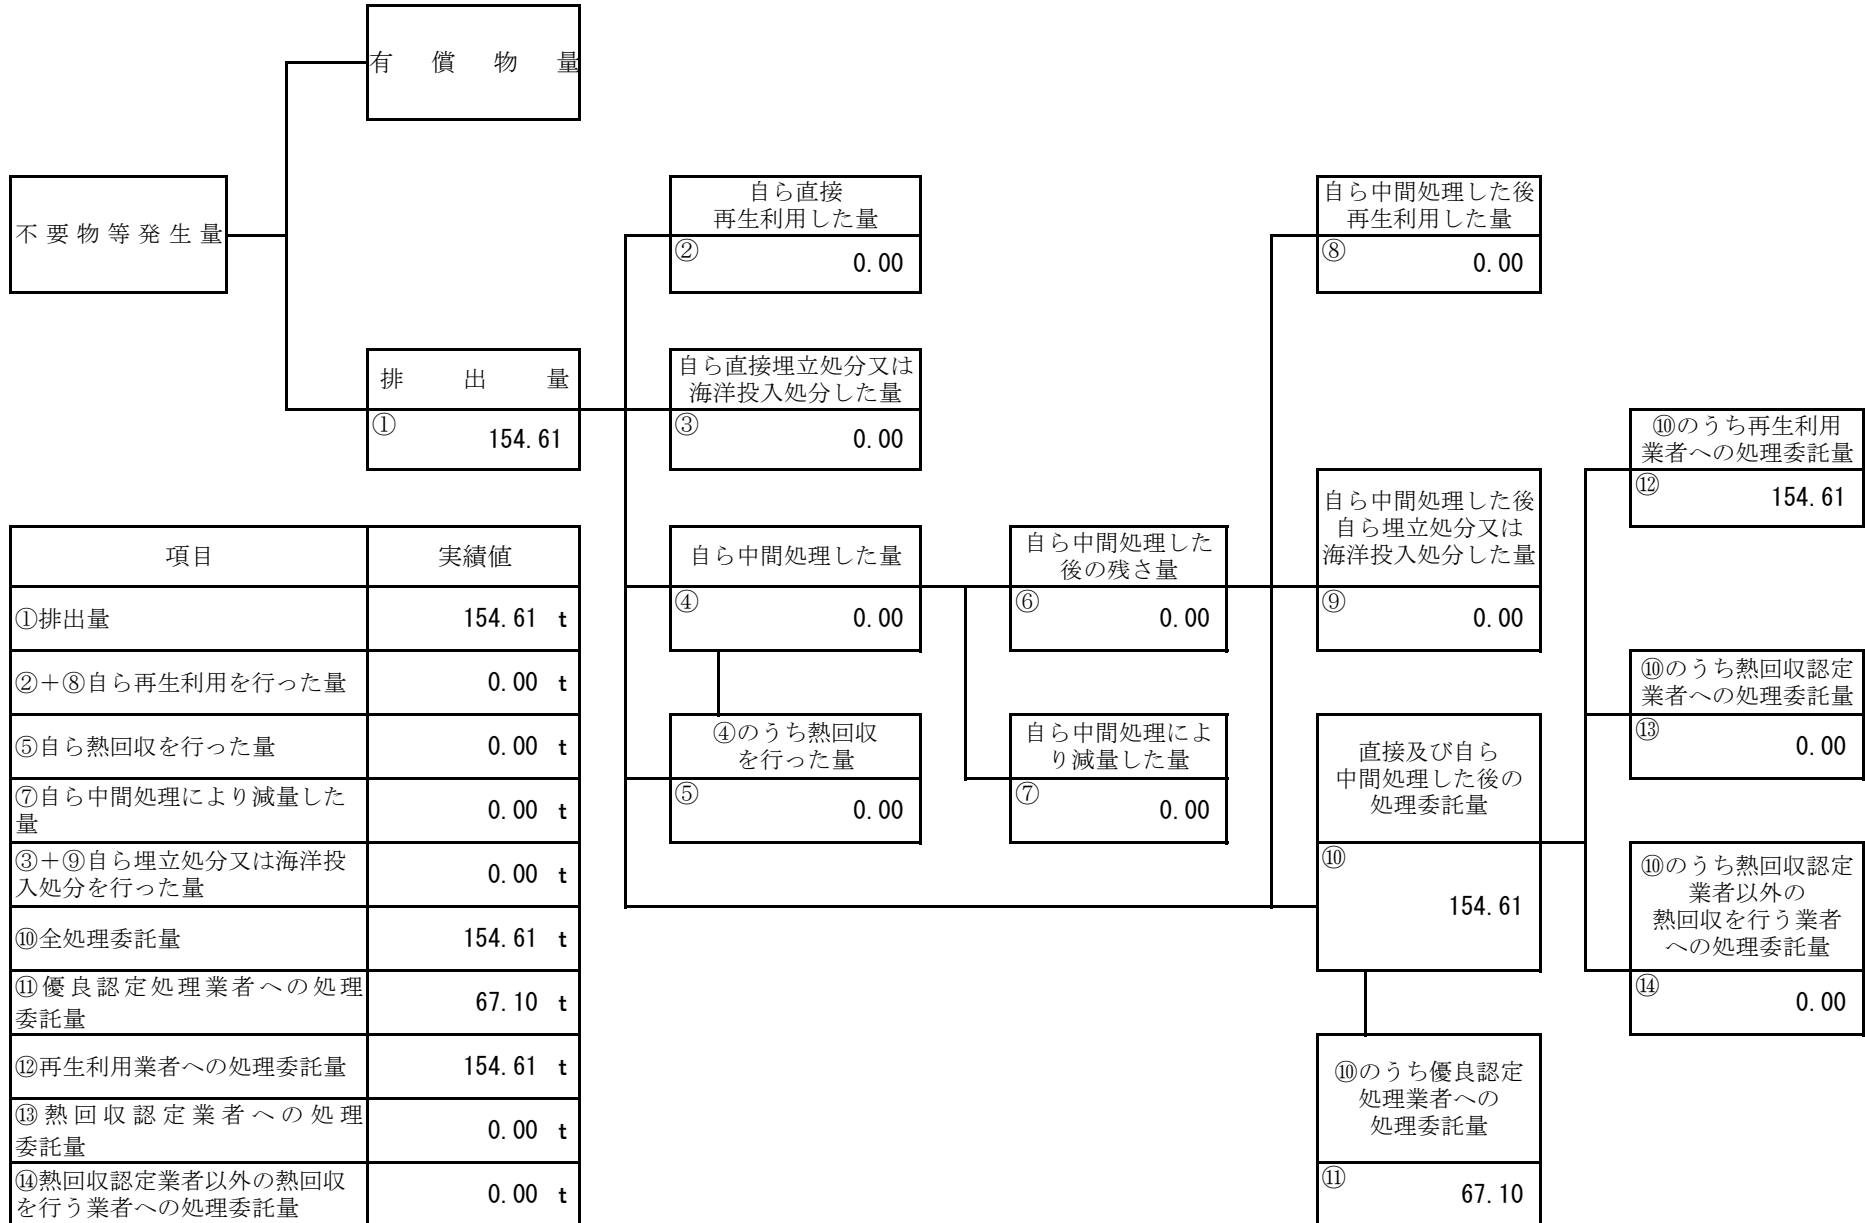 有償物量
不要物等発生量
排出量
①
154.61
自ら直接
再生利用した量
②
0.00
自ら直接埋立処分又は
海洋投入処分した量
③
0.00
自ら中間処理した量
④
0.00
④のうち熱回収
を行った量
⑤
0.00
自ら中間処理した
後の残さ量
⑥
0.00
自ら中間処理によ
り減量した量
⑦
0.00
自ら中間処理した後
再生利用した量
⑧
0.00
自ら中間処理した後
自ら埋立処分又は
海洋投入処分した量
⑨
0.00
直接及び自ら
中間処理した後の
処理委託量
⑩
154.61
⑩のうち優良認定
処理業者への
処理委託量
⑪
67.10
⑩のうち再生利用
業者への処理委託量
⑫
154.61
⑩のうち熱回収認定
業者への処理委託量
⑬
0.00
⑩のうち熱回収認定
業者以外の
熱回収を行う業者
への処理委託量
⑭
0.00
項目 実績値
①排出量 154.61 t
②＋⑧自ら再生利用を行った量 0.00 t
⑤自ら熱回収を行った量 0.00 t
⑦自ら中間処理により減量した
量 0.00 t
③＋⑨自ら埋立処分又は海洋投
入処分を行った量 0.00 t
⑩全処理委託量 154.61 t
⑪優良認定処理業者への処理
委託量 67.10 t
⑫再生利用業者への処理委託量 154.61 t
⑬熱回収認定業者への処理
委託量 0.00 t
⑭熱回収認定業者以外の熱回収
を行う業者への処理委託量 0.00 t